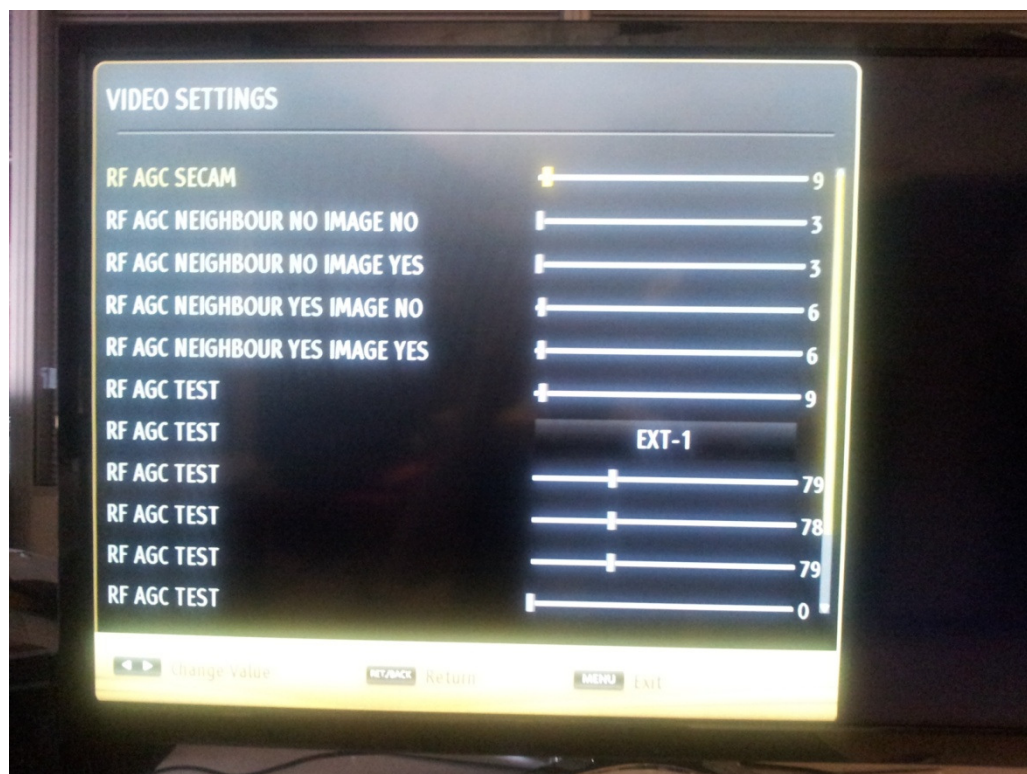 VIDEO SETTINGS
RF AGC SECAM 9
RF AGC NEIGHBOUR NO IMAGE NO 3
RF AGC NEIGHBOUR NO IMAGE YES 3
RF AGC NEIGHBOUR YES IMAGE NO 6
RF AGC NEIGHBOUR YES IMAGE YES 6
RF AGC TEST 9
RF AGC TEST EXT-1
RF AGC TEST 79
RF AGC TEST 78
RF AGC TEST 79
RF AGC TEST 0
Change Value RET/BACK Return MENU Exit